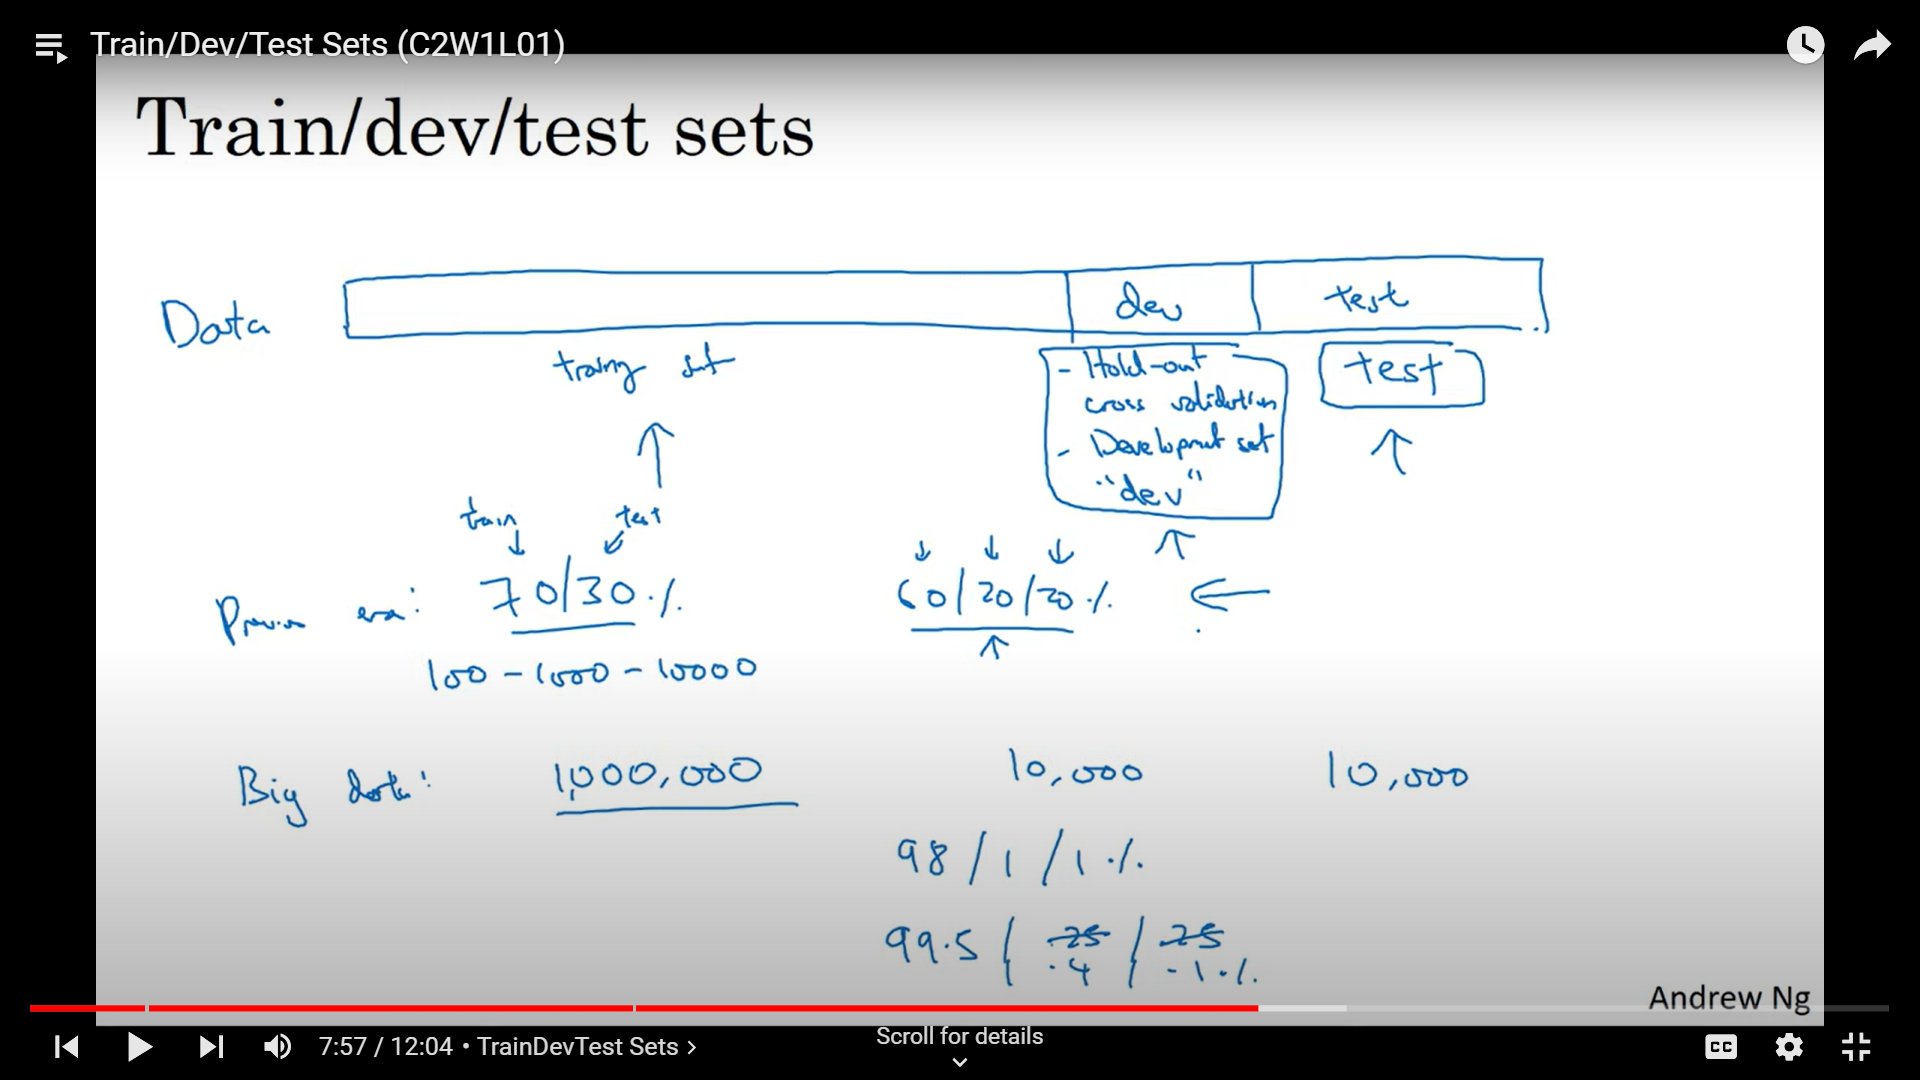 Train/Dev/Test Sets (C2W1L01)
Train/dev/test sets
Data
dev
test
training set
- Hold-out
cross validation
- Development set
"dev"
test
train
test
Previous era:
70/30 %
60/20/20 %
100 - 1000 - 10000
Big data:
1,000,000
10,000
10,000
98 / 1 / 1 %
99.5 / .25 / .25
.4 .1 %
Andrew Ng
7:57 / 12:04 • TrainDevTest Sets >
Scroll for details
CC